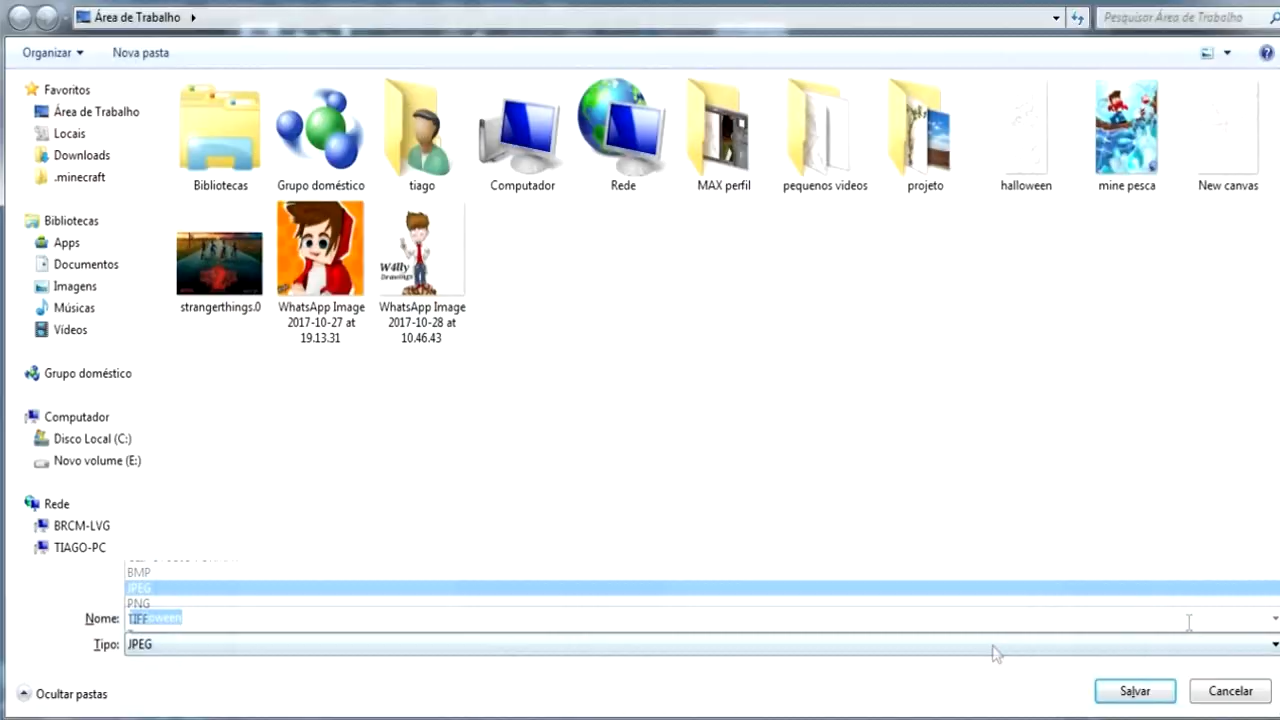 Área de Trabalho
Pesquisar Área de Trabalho
Organizar
Nova pasta
Favoritos
Área de Trabalho
Locais
Downloads
.minecraft
Bibliotecas
Apps
Documentos
Imagens
Músicas
Vídeos
Grupo doméstico
Computador
Disco Local (C:)
Novo volume (E:)
Rede
BRCM-LVG
TIAGO-PC
Bibliotecas
Grupo doméstico
tiago
Computador
Rede
MAX perfil
pequenos videos
projeto
halloween
mine pesca
New canvas
W4lly
Drawings
strangerthings.0
WhatsApp Image
2017-10-27 at
19.13.31
WhatsApp Image
2017-10-28 at
10.46.43
BMP
JPEG
PNG
TIFF
Nome:
Tipo: JPEG
Ocultar pastas
Salvar
Cancelar